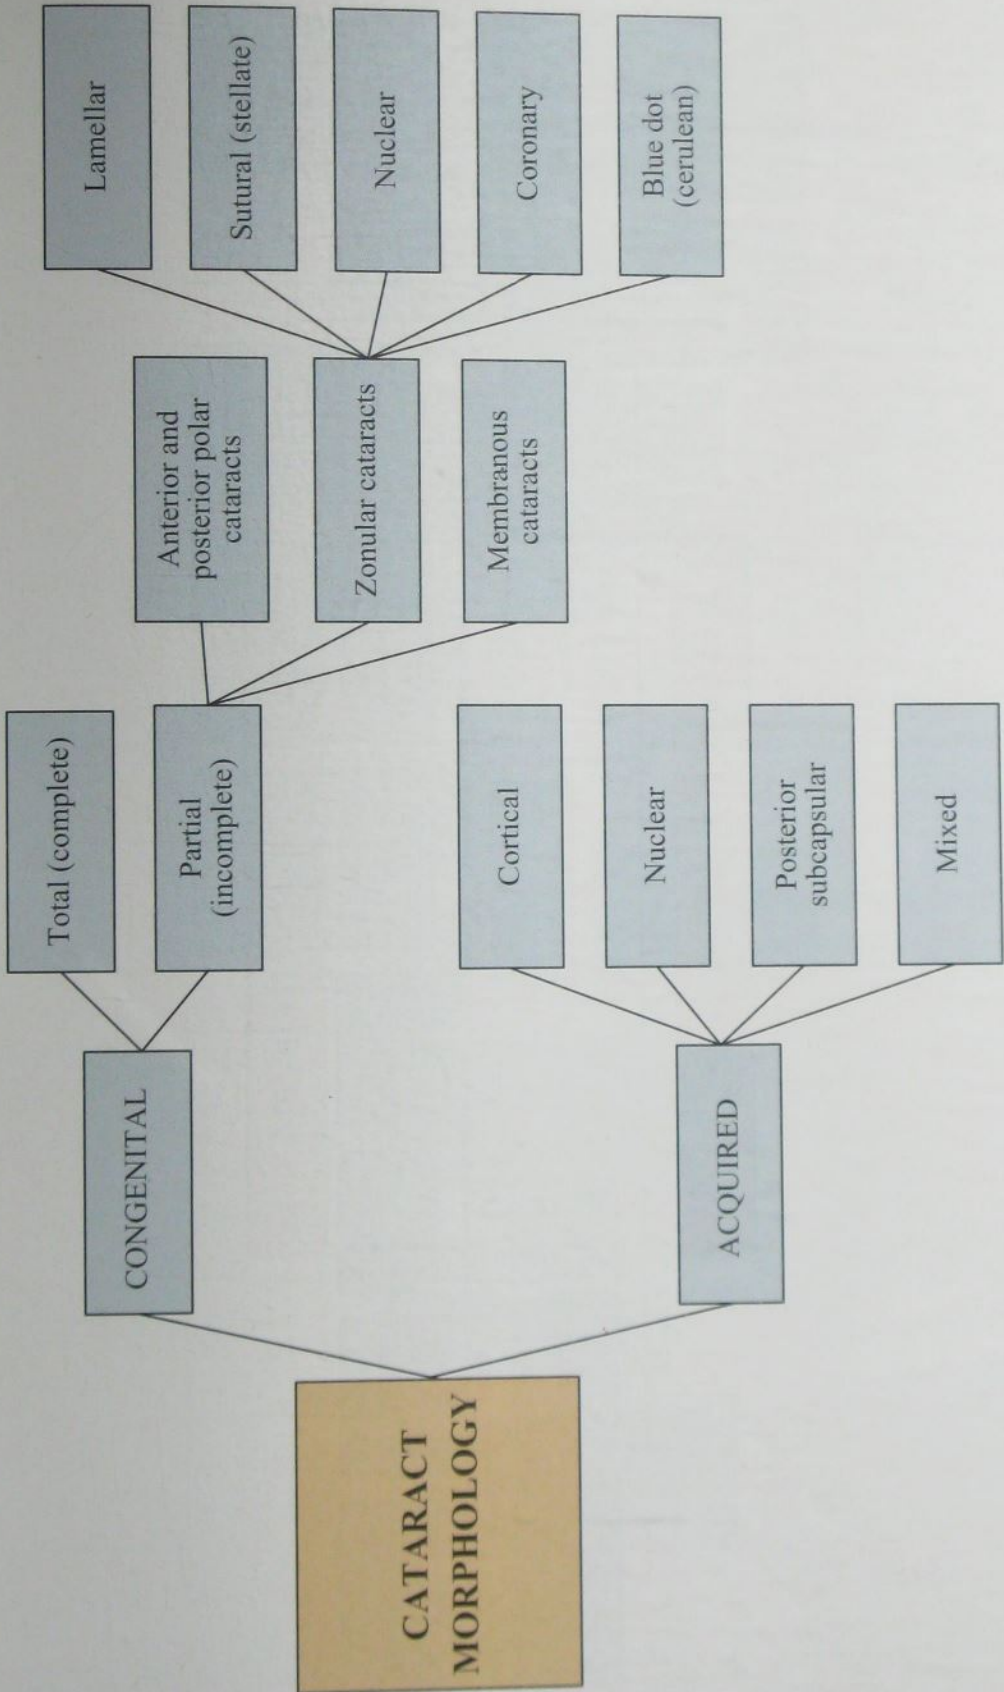 CATARACT
MORPHOLOGY
CONGENITAL
Total (complete)
Partial
(incomplete)
Anterior and
posterior polar
cataracts
Zonular cataracts
Membranous
cataracts
Lamellar
Sutural (stellate)
Nuclear
Coronary
Blue dot
(cerulean)
ACQUIRED
Cortical
Nuclear
Posterior
subcapsular
Mixed